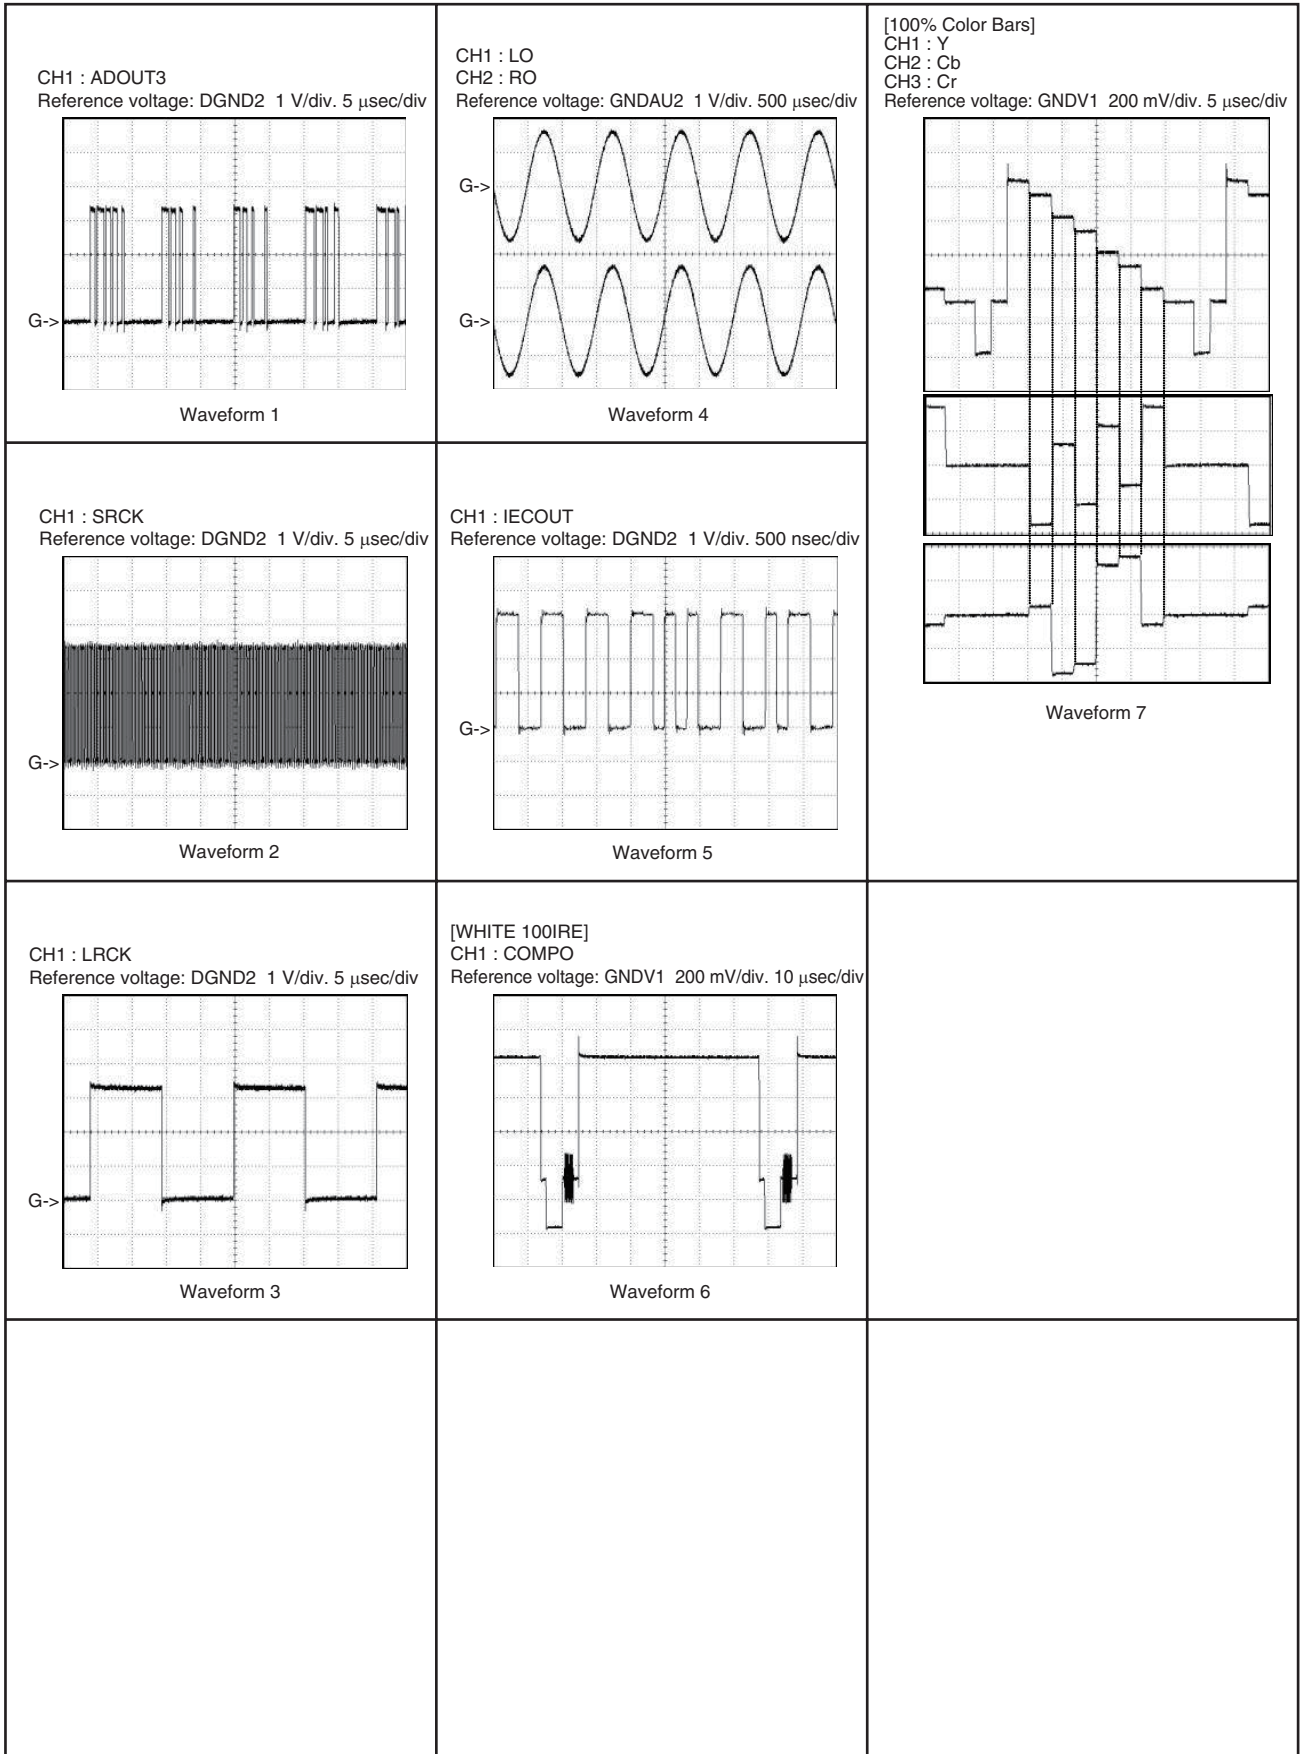 CH1 : ADOUT3
Reference voltage: DGND2 1 V/div. 5 μsec/div
G->
Waveform 1
CH1 : LO
CH2 : RO
Reference voltage: GNDAU2 1 V/div. 500 μsec/div
G->
G->
Waveform 4
[100% Color Bars]
CH1 : Y
CH2 : Cb
CH3 : Cr
Reference voltage: GNDV1 200 mV/div. 5 μsec/div
Waveform 7
CH1 : SRCK
Reference voltage: DGND2 1 V/div. 5 μsec/div
G->
Waveform 2
CH1 : IECOUT
Reference voltage: DGND2 1 V/div. 500 nsec/div
G->
Waveform 5
CH1 : LRCK
Reference voltage: DGND2 1 V/div. 5 μsec/div
G->
Waveform 3
[WHITE 100IRE]
CH1 : COMPO
Reference voltage: GNDV1 200 mV/div. 10 μsec/div
Waveform 6